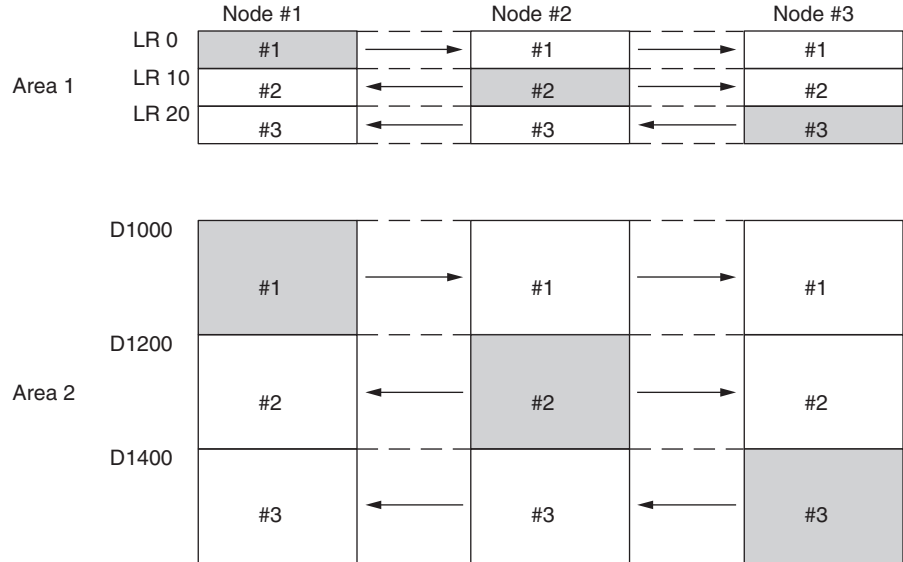 Node #1 Node #2 Node #3
LR 0
#1 #1 #1
Area 1
LR 10
#2 #2 #2
LR 20
#3 #3 #3
D1000
#1 #1 #1
D1200
Area 2
#2 #2 #2
D1400
#3 #3 #3